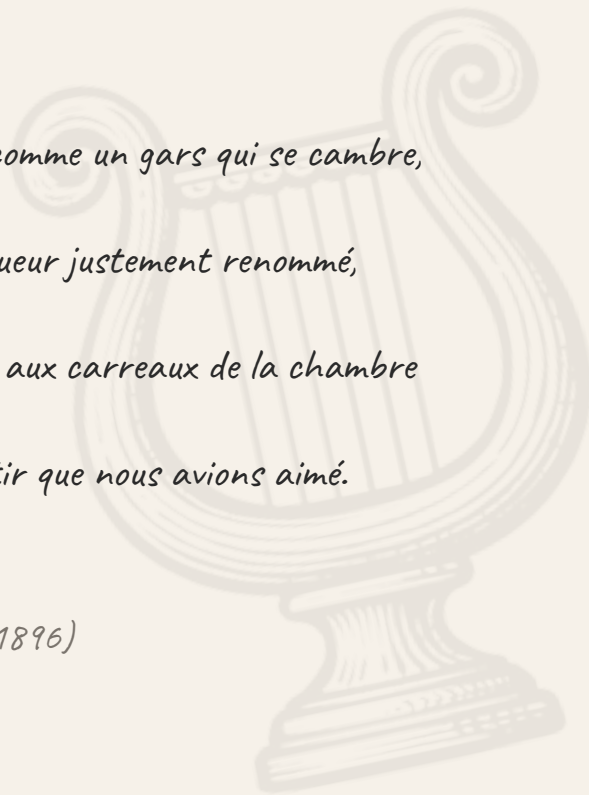 comme un gars qui se cambre,
ueur justement renommé,
aux carreaux de la chambre
tir que nous avions aimé.
1896)